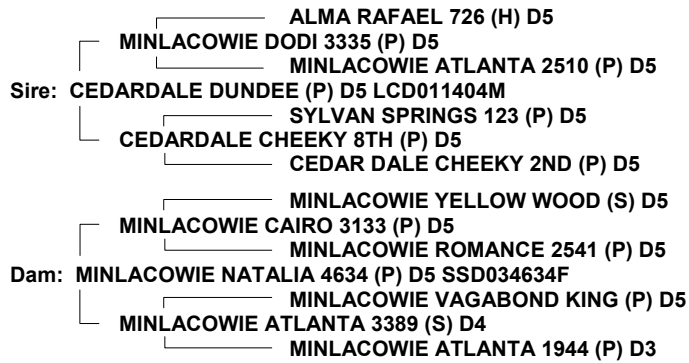 ALMA RAFAEL 726 (H) D5
MINLACOWIE DODI 3335 (P) D5
MINLACOWIE ATLANTA 2510 (P) D5
Sire: CEDARDALE DUNDEE (P) D5 LCD011404M
SYLVAN SPRINGS 123 (P) D5
CEDARDALE CHEEKY 8TH (P) D5
CEDAR DALE CHEEKY 2ND (P) D5
MINLACOWIE YELLOW WOOD (S) D5
MINLACOWIE CAIRO 3133 (P) D5
MINLACOWIE ROMANCE 2541 (P) D5
Dam: MINLACOWIE NATALIA 4634 (P) D5 SSD034634F
MINLACOWIE VAGABOND KING (P) D5
MINLACOWIE ATLANTA 3389 (S) D4
MINLACOWIE ATLANTA 1944 (P) D3